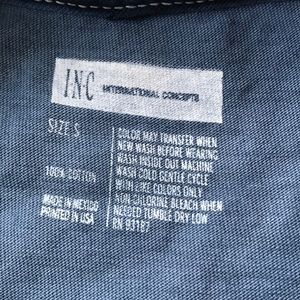 I·N·C INTERNATIONAL CONCEPTS
SIZE S
100% COTTON
MADE IN MEXICO
PRINTED IN USA
COLOR MAY TRANSFER WHEN
NEW WASH BEFORE WEARING
WASH INSIDE OUT MACHINE
WASH COLD GENTLE CYCLE
WITH LIKE COLORS ONLY
NON-CHLORINE BLEACH WHEN
NEEDED TUMBLE DRY LOW
RN 93187